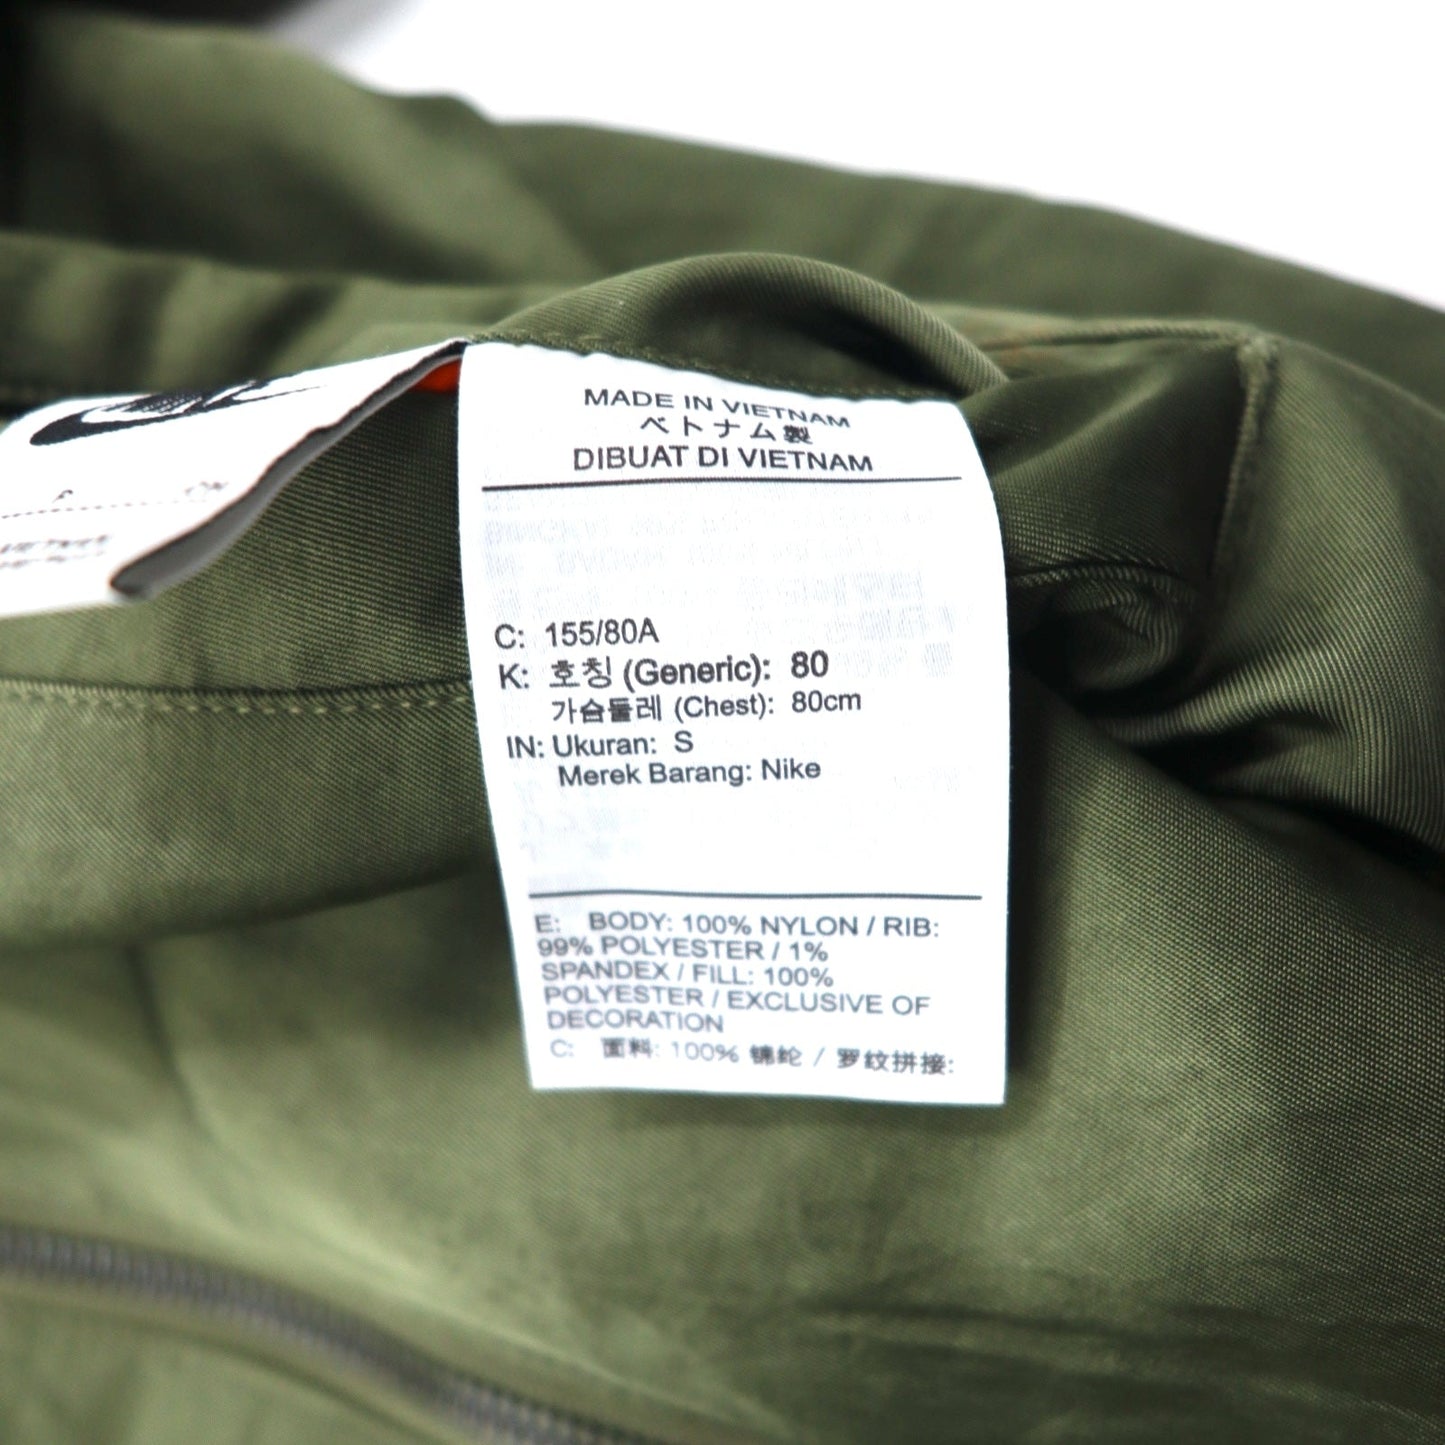 MADE IN VIETNAM
ベトナム製
DIBUAT DI VIETNAM
C: 155/80A
K: 호칭 (Generic): 80
가슴둘레 (Chest): 80cm
IN: Ukuran: S
Merek Barang: Nike
E: BODY: 100% NYLON / RIB:
99% POLYESTER / 1%
SPANDEX / FILL: 100%
POLYESTER / EXCLUSIVE OF
DECORATION
C: 面料: 100% 锦纶 / 罗纹拼接: